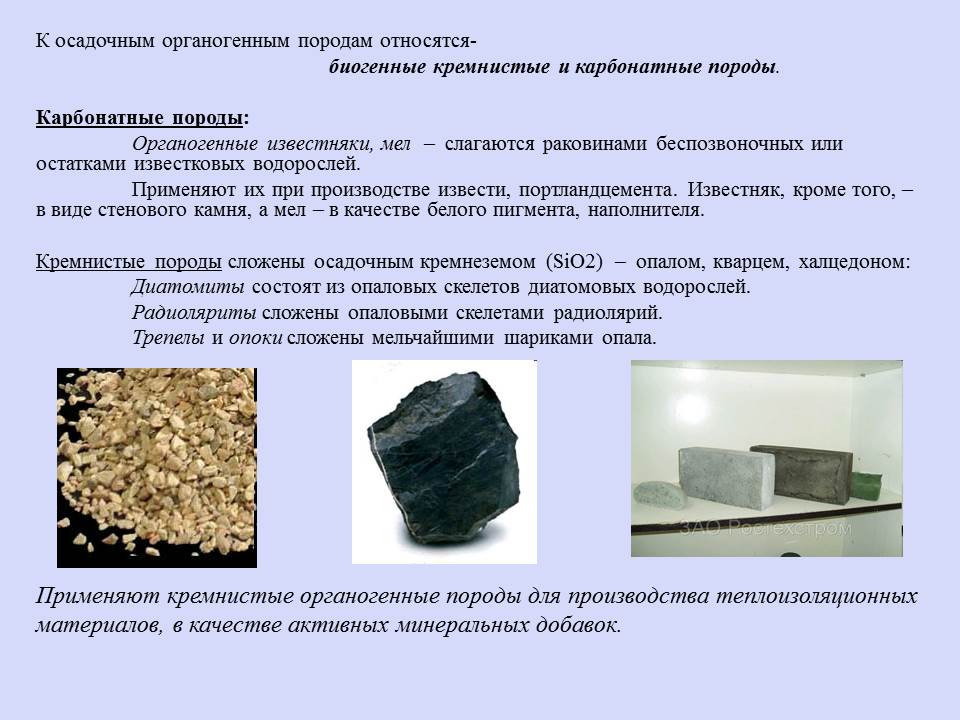 К осадочным органогенным породам относятся-
биогенные кремнистые и карбонатные породы.
Карбонатные породы:
Органогенные известняки, мел – слагаются раковинами беспозвоночных или
остатками известковых водорослей.
Применяют их при производстве извести, портландцемента. Известняк, кроме того, –
в виде стенового камня, а мел – в качестве белого пигмента, наполнителя.
Кремнистые породы сложены осадочным кремнеземом (SiO2) – опалом, кварцем, халцедоном:
Диатомиты состоят из опаловых скелетов диатомовых водорослей.
Радиоляриты сложены опаловыми скелетами радиолярий.
Трепелы и опоки сложены мельчайшими шариками опала.
ЗАО Ростехстром
Применяют кремнистые органогенные породы для производства теплоизоляционных
материалов, в качестве активных минеральных добавок.